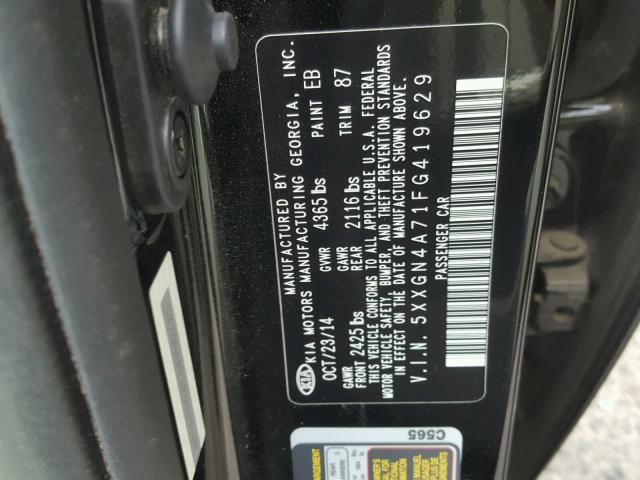 MANUFACTURED BY
KIA KIA MOTORS MANUFACTURING GEORGIA, INC.
OCT/23/14 GVWR 4365 lbs PAINT EB
GAWR FRONT 2425 lbs GAWR REAR 2116 lbs TRIM 87
THIS VEHICLE CONFORMS TO ALL APPLICABLE U.S.A. FEDERAL
MOTOR VEHICLE SAFETY, BUMPER, AND THEFT PREVENTION STANDARDS
IN EFFECT ON THE DATE OF MANUFACTURE SHOWN ABOVE.
V.I.N. 5XXGN4A71FG419629
PASSENGER CAR
C565